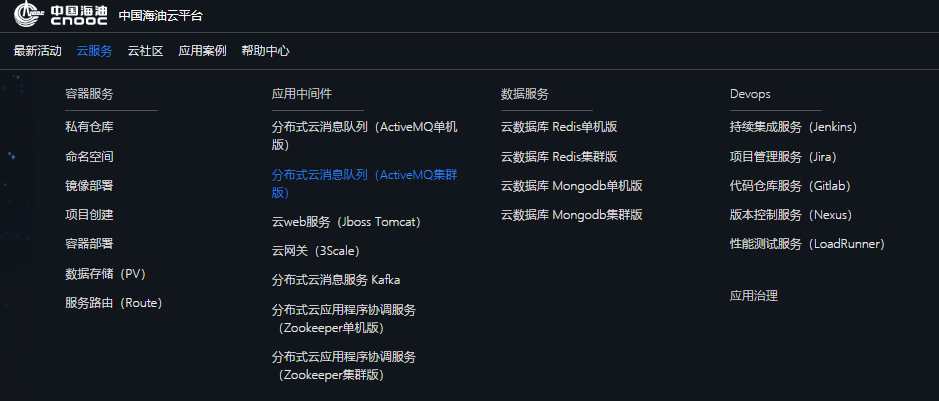 中国海油
CNOOC
中国海油云平台
最新活动 云服务 云社区 应用案例 帮助中心
容器服务
私有仓库
命名空间
镜像部署
项目创建
容器部署
数据存储（PV）
服务路由（Route）
应用中间件
分布式云消息队列（ActiveMQ单机
版）
分布式云消息队列（ActiveMQ集群
版）
云web服务（Jboss Tomcat）
云网关（3Scale）
分布式云消息服务 Kafka
分布式云应用程序协调服务
（Zookeeper单机版）
分布式云应用程序协调服务
（Zookeeper集群版）
数据服务
云数据库 Redis单机版
云数据库 Redis集群版
云数据库 Mongodb单机版
云数据库 Mongodb集群版
Devops
持续集成服务（Jenkins）
项目管理服务（Jira）
代码仓库服务（Gitlab）
版本控制服务（Nexus）
性能测试服务（LoadRunner）
应用治理